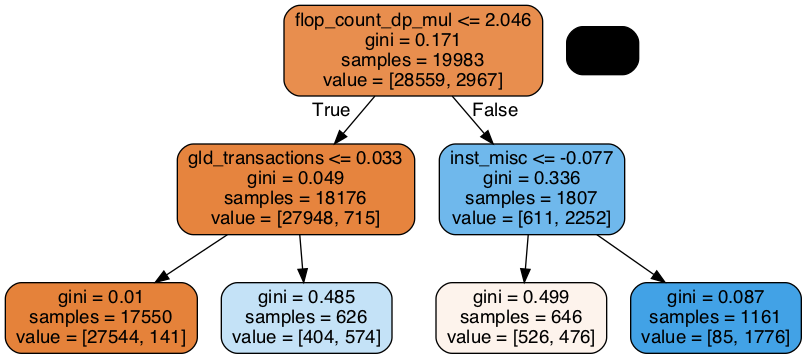 flop_count_dp_mul <= 2.046
gini = 0.171
samples = 19983
value = [28559, 2967]
True
False
gld_transactions <= 0.033
gini = 0.049
samples = 18176
value = [27948, 715]
inst_misc <= -0.077
gini = 0.336
samples = 1807
value = [611, 2252]
gini = 0.01
samples = 17550
value = [27544, 141]
gini = 0.485
samples = 626
value = [404, 574]
gini = 0.499
samples = 646
value = [526, 476]
gini = 0.087
samples = 1161
value = [85, 1776]